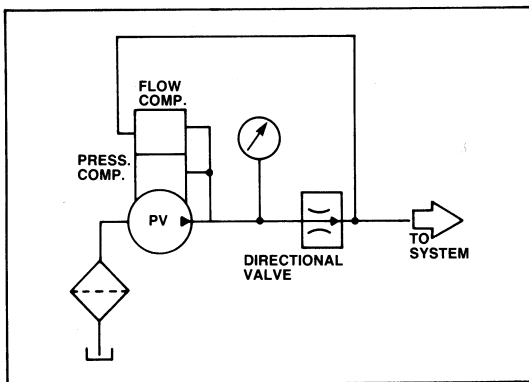 FLOW
COMP.
PRESS.
COMP.
PV
DIRECTIONAL
VALVE
TO
SYSTEM